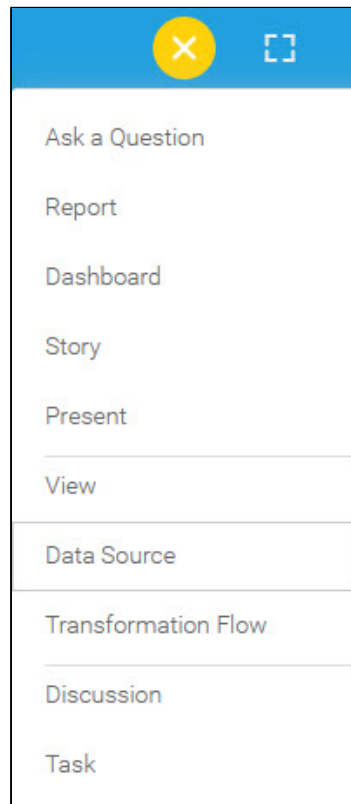 Ask a Question
Report
Dashboard
Story
Present
View
Data Source
Transformation Flow
Discussion
Task